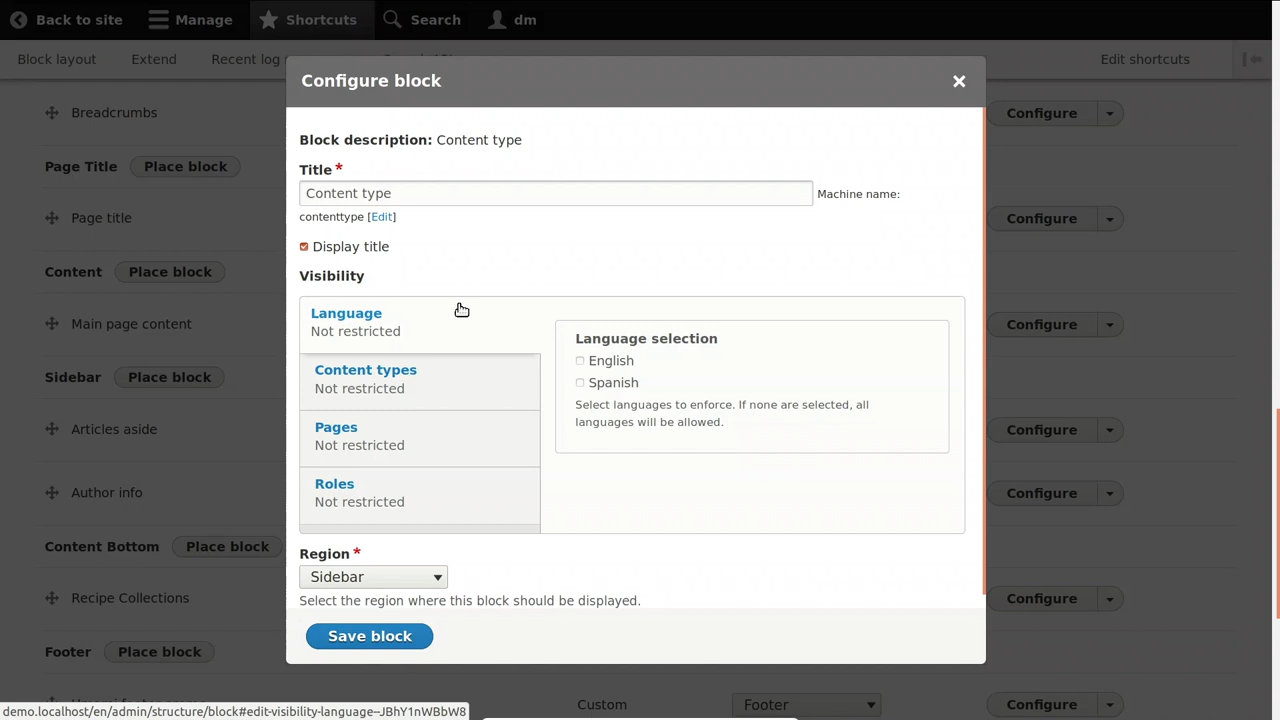 Back to site Manage Shortcuts Search dm
Block layout Extend Recent log Edit shortcuts
Configure block
Breadcrumbs Configure
Block description: Content type
Page Title Place block
Title *
Content type Machine name:
contenttype [Edit]
Page title Configure
Display title
Content Place block
Visibility
Language
Not restricted
Main page content Configure
Language selection
English
Spanish
Select languages to enforce. If none are selected, all
languages will be allowed.
Content types
Not restricted
Sidebar Place block
Pages
Not restricted
Articles aside Configure
Roles
Not restricted
Author info Configure
Content Bottom Place block
Region *
Sidebar
Select the region where this block should be displayed.
Recipe Collections Configure
Save block
Footer Place block
Custom Footer Configure
demo.localhost/en/admin/structure/block#edit-visibility-language--JBhY1nWBbW8